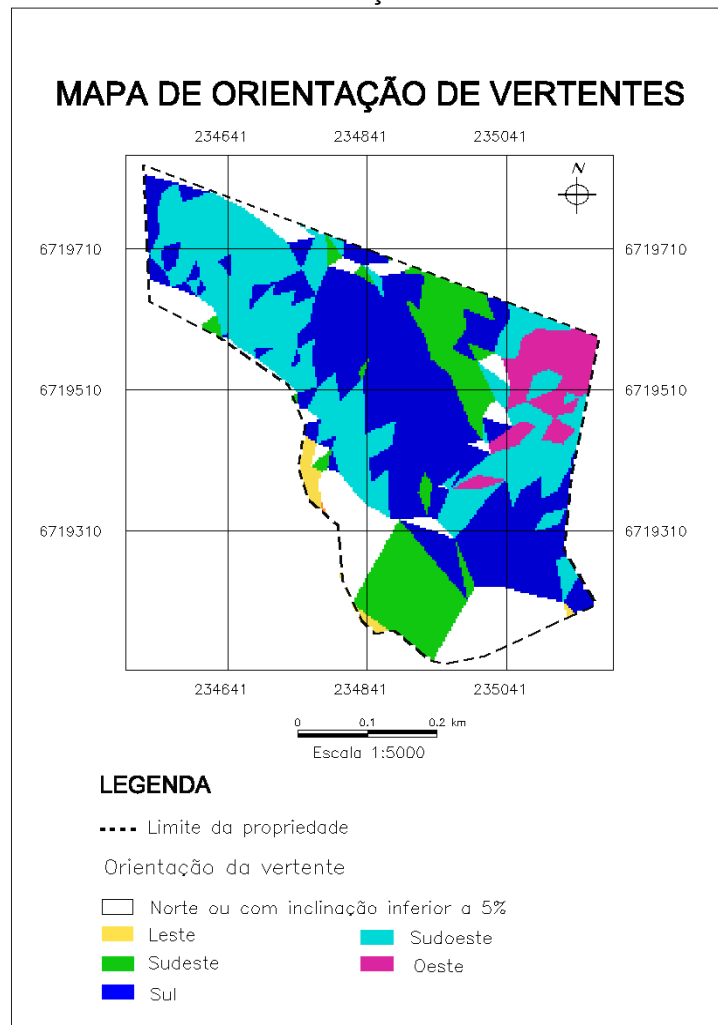 MAPA DE ORIENTAÇÃO DE VERTENTES
234641 234841 235041
N
6719710 6719710
6719510 6719510
6719310 6719310
234641 234841 235041
0 0.1 0.2 km
Escala 1:5000
LEGENDA
Limite da propriedade
Orientação da vertente
Norte ou com inclinação inferior a 5%
Leste Sudoeste
Sudeste Oeste
Sul